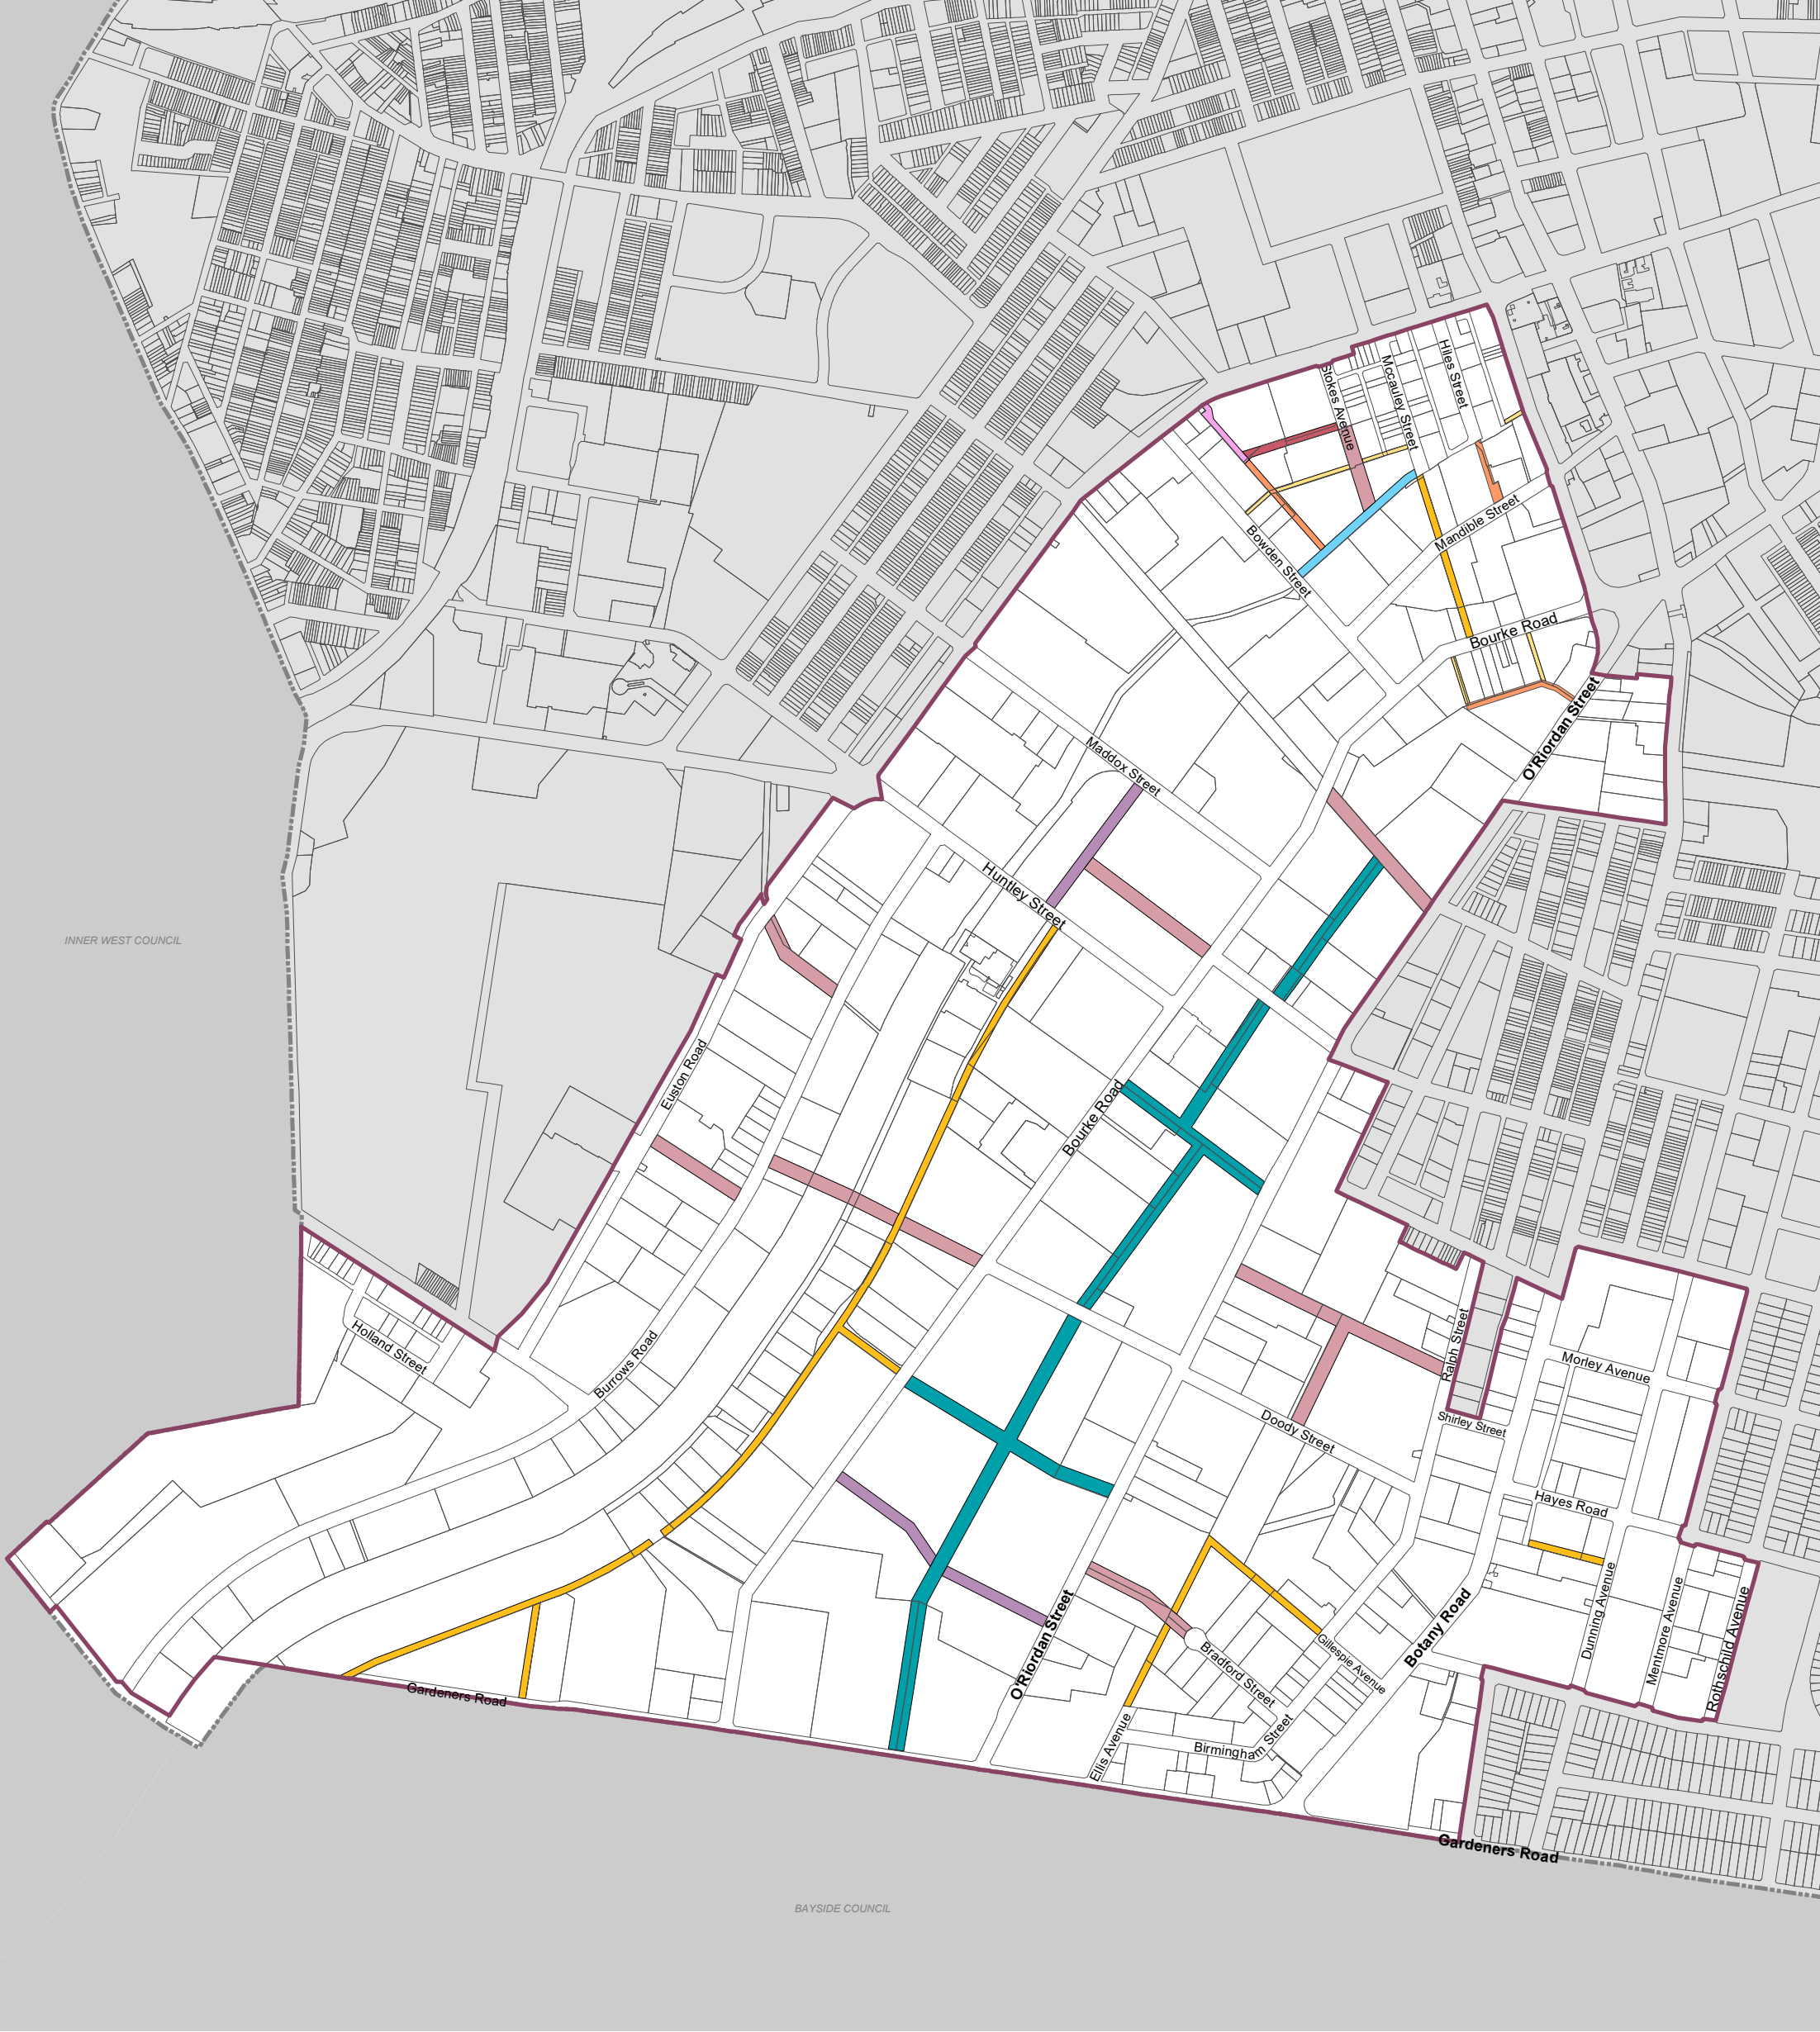 Hiles Street
Mccauley Street
Stokes Avenue
Mandible Street
Bowden Street
Bourke Road
O'Riordan Street
Maddox Street
Huntley Street
INNER WEST COUNCIL
Euston Road
Bourke Road
Ralph Street
Holland Street
Burrows Road
Morley Avenue
Shirley Street
Doody Street
Hayes Road
Dunning Avenue
Mentmore Avenue
Rothschild Avenue
Botany Road
O'Riordan Street
Gillespie Avenue
Bradford Street
Gardeners Road
Ellis Avenue
Birmingham Street
Gardeners Road
BAYSIDE COUNCIL